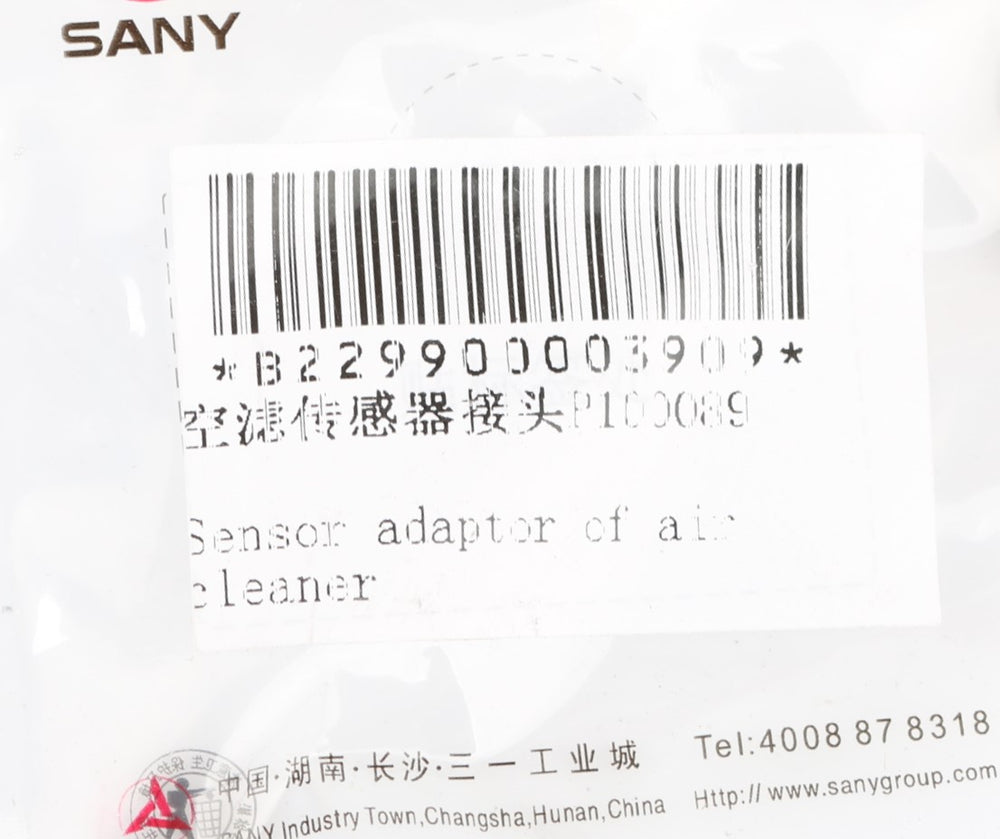 SANY
*B229900003909*
空滤传感器接头P100089
Sensor adaptor of air
cleaner
中国·湖南·长沙·三一工业城
SANY Industry Town,Changsha,Hunan,China
Tel:4008 87 8318
Http://www.sanygroup.com